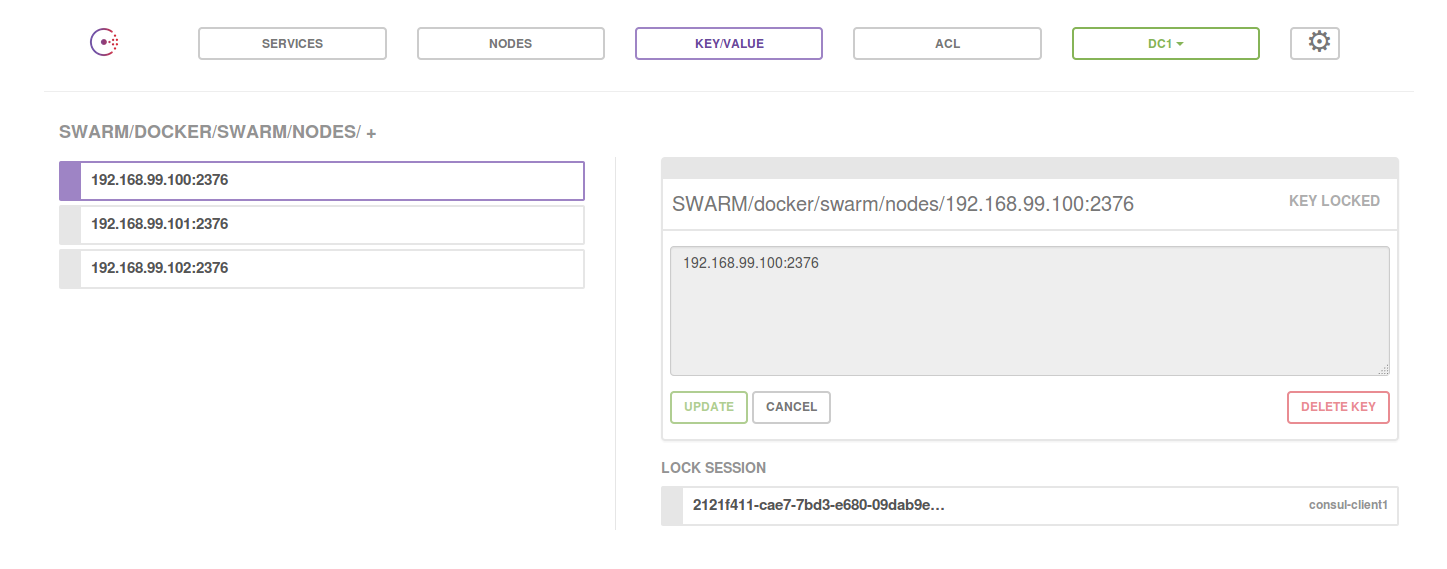 SERVICES
NODES
KEY/VALUE
ACL
DC1
SWARM/DOCKER/SWARM/NODES/ +
192.168.99.100:2376
192.168.99.101:2376
192.168.99.102:2376
SWARM/docker/swarm/nodes/192.168.99.100:2376
KEY LOCKED
192.168.99.100:2376
UPDATE
CANCEL
DELETE KEY
LOCK SESSION
2121f411-cae7-7bd3-e680-09dab9e…
consul-client1